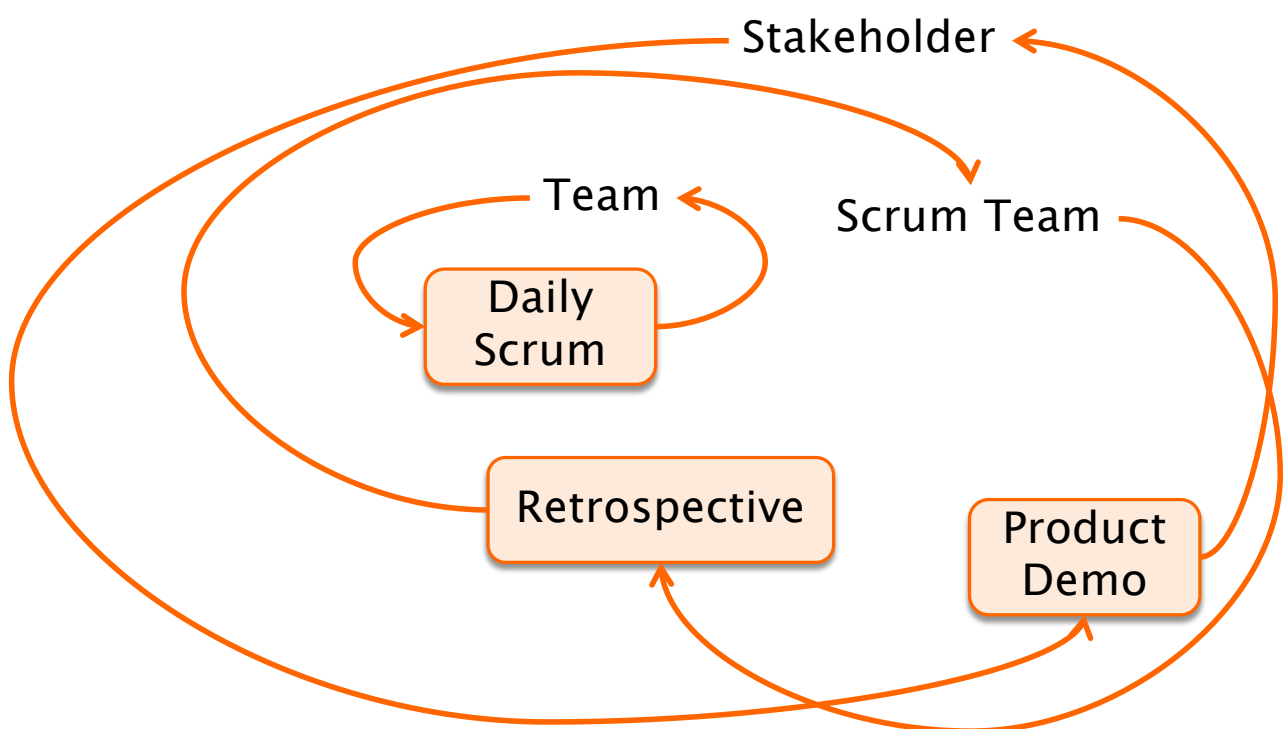 Stakeholder
Team
Scrum Team
Daily
Scrum
Retrospective
Product
Demo